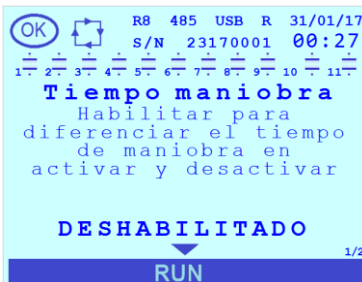 OK R8 485 USB R 31/01/17
S/N 23170001 00:27
1 2 3 4 5 6 7 8 9 10 11
Tiempo maniobra
Habilitar para
diferenciar el tiempo
de maniobra en
activar y desactivar
DESHABILITADO
1/2
RUN